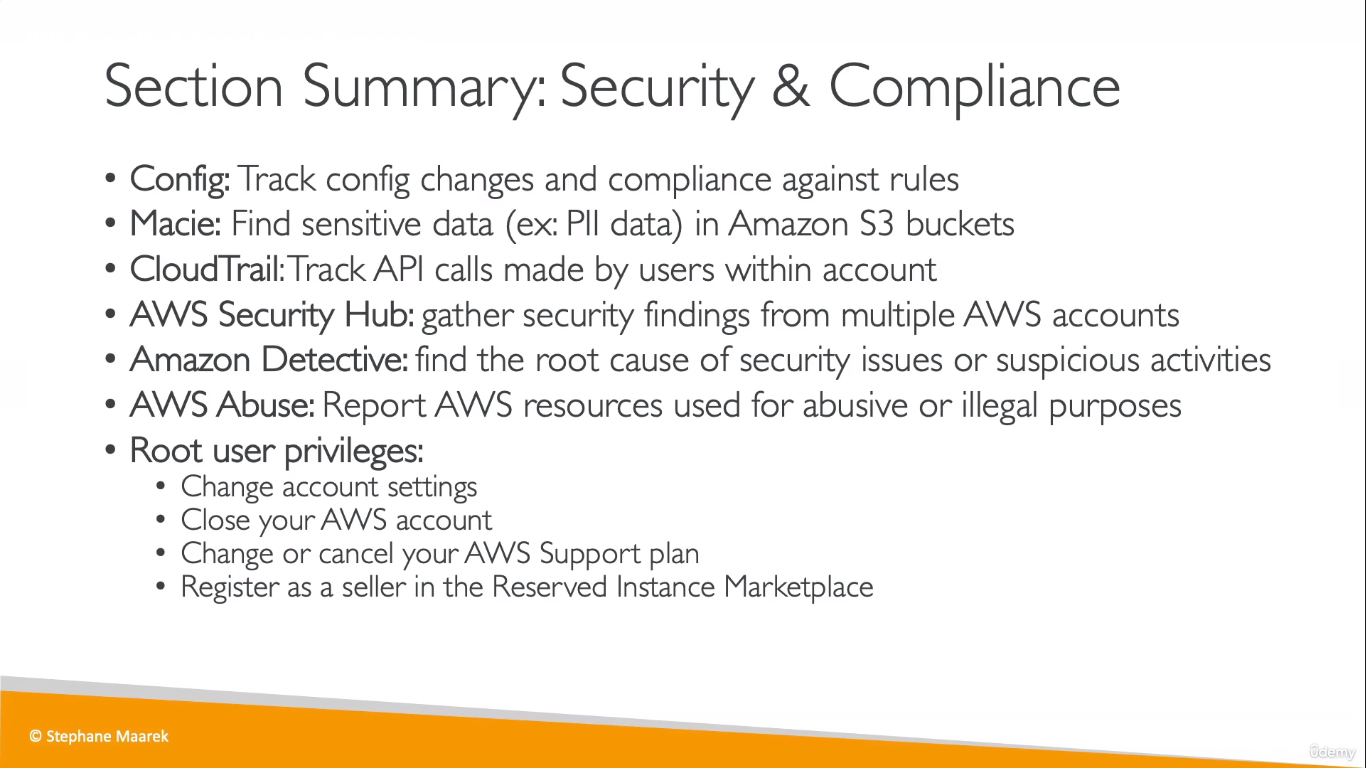 Section Summary: Security & Compliance
• Config: Track config changes and compliance against rules
• Macie: Find sensitive data (ex: PII data) in Amazon S3 buckets
• CloudTrail: Track API calls made by users within account
• AWS Security Hub: gather security findings from multiple AWS accounts
• Amazon Detective: find the root cause of security issues or suspicious activities
• AWS Abuse: Report AWS resources used for abusive or illegal purposes
• Root user privileges:
• Change account settings
• Close your AWS account
• Change or cancel your AWS Support plan
• Register as a seller in the Reserved Instance Marketplace
© Stephane Maarek
ûdemy